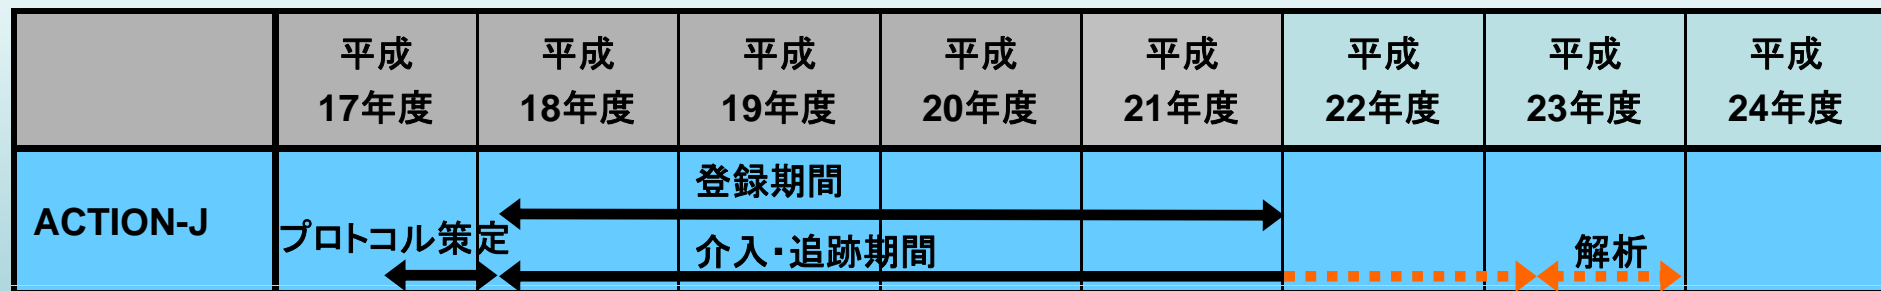 平成
17年度
平成
18年度
平成
19年度
平成
20年度
平成
21年度
平成
22年度
平成
23年度
平成
24年度
ACTION-J
登録期間
プロトコル策定
介入・追跡期間
解析